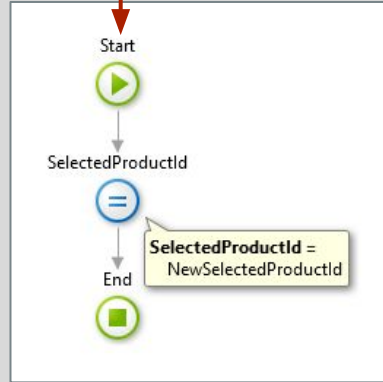 Start
SelectedProductId
SelectedProductId =
NewSelectedProductId
End